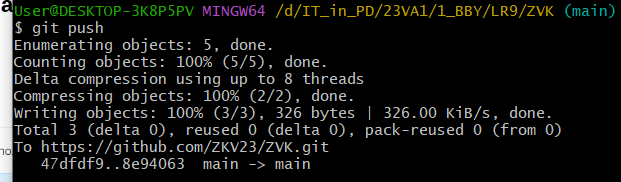 User@DESKTOP-3K8P5PV MINGW64 /d/IT_in_PD/23VA1/1_BBY/LR9/ZVK (main)
$ git push
Enumerating objects: 5, done.
Counting objects: 100% (5/5), done.
Delta compression using up to 8 threads
Compressing objects: 100% (2/2), done.
Writing objects: 100% (3/3), 326 bytes | 326.00 KiB/s, done.
Total 3 (delta 0), reused 0 (delta 0), pack-reused 0 (from 0)
To https://github.com/ZKV23/ZVK.git
   47dfdf9..8e94063  main -> main